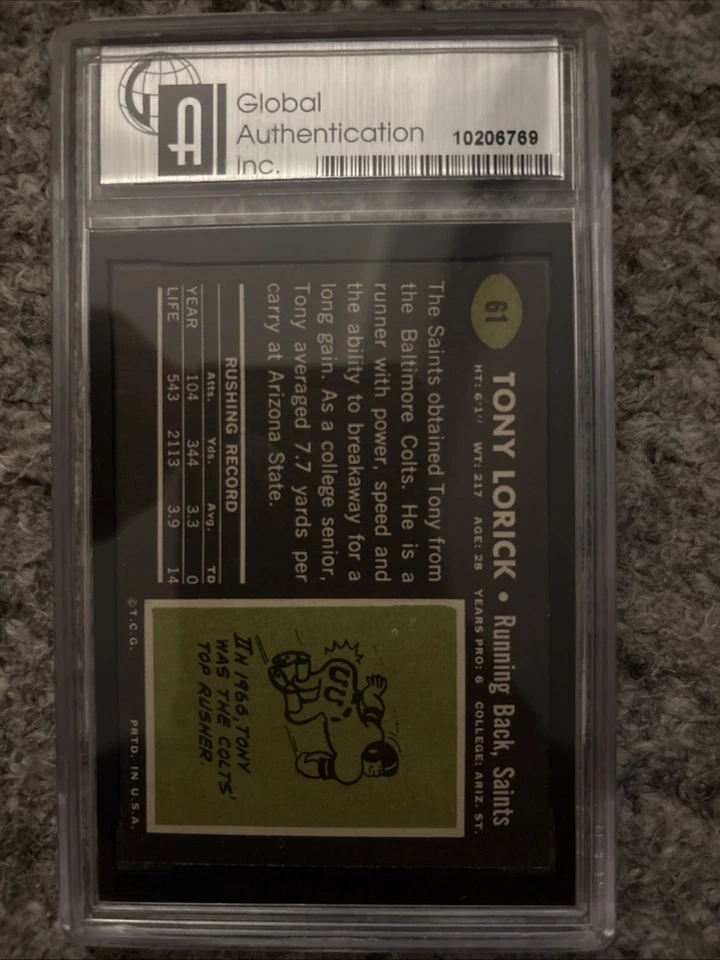 Global
Authentication
Inc.
10206769
GA
61
TONY LORICK • Running Back, Saints
HT: 6'1" WT: 217 AGE: 28 YEARS PRO: 6 COLLEGE: ARIZ. ST.
The Saints obtained Tony from
the Baltimore Colts. He is a
runner with power, speed and
the ability to breakaway for a
long gain. As a college senior,
Tony averaged 7.7 yards per
carry at Arizona State.
RUSHING RECORD
Atts. Yds. Avg. TD
YEAR 104 344 3.3 0
LIFE 543 2113 3.9 14
IN 1966, TONY
WAS THE COLTS'
TOP RUSHER.
©T.C.G. PRTD. IN U.S.A.